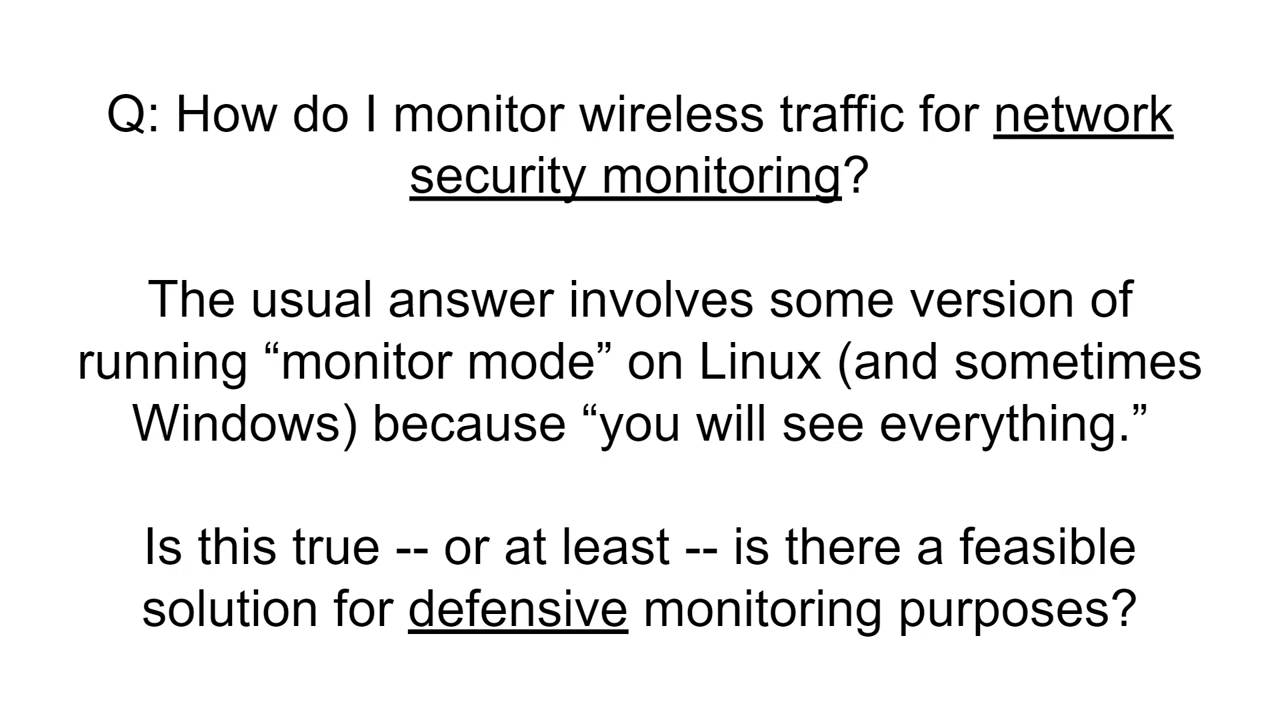 Q: How do I monitor wireless traffic for network
security monitoring?
The usual answer involves some version of
running “monitor mode” on Linux (and sometimes
Windows) because “you will see everything.”
Is this true -- or at least -- is there a feasible
solution for defensive monitoring purposes?